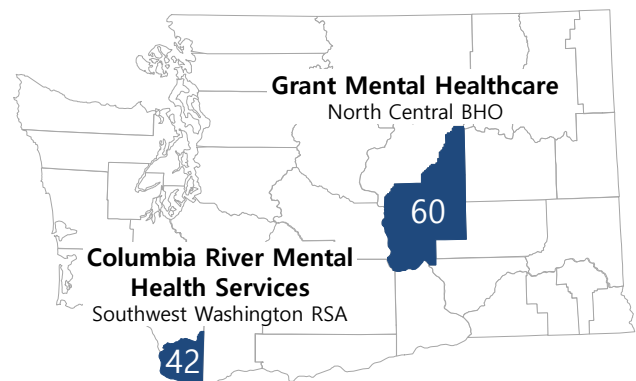 Grant Mental Healthcare
North Central BHO
60
Columbia River Mental
Health Services
Southwest Washington RSA
42